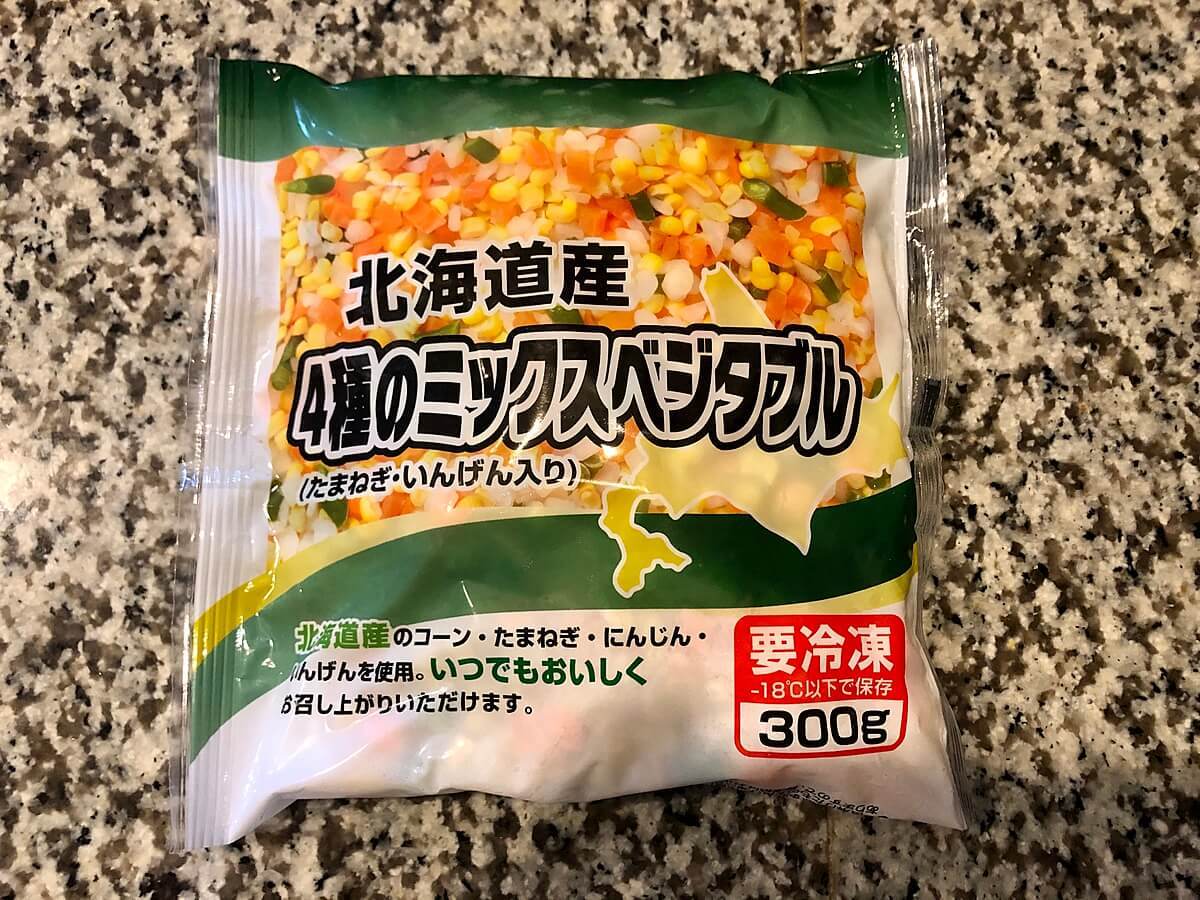 北海道産
4種のミックスベジタブル
(たまねぎ・いんげん入り)
北海道産のコーン・たまねぎ・にんじん・
いんげんを使用。いつでもおいしく
お召し上がりいただけます。
要冷凍
-18℃以下で保存
300g